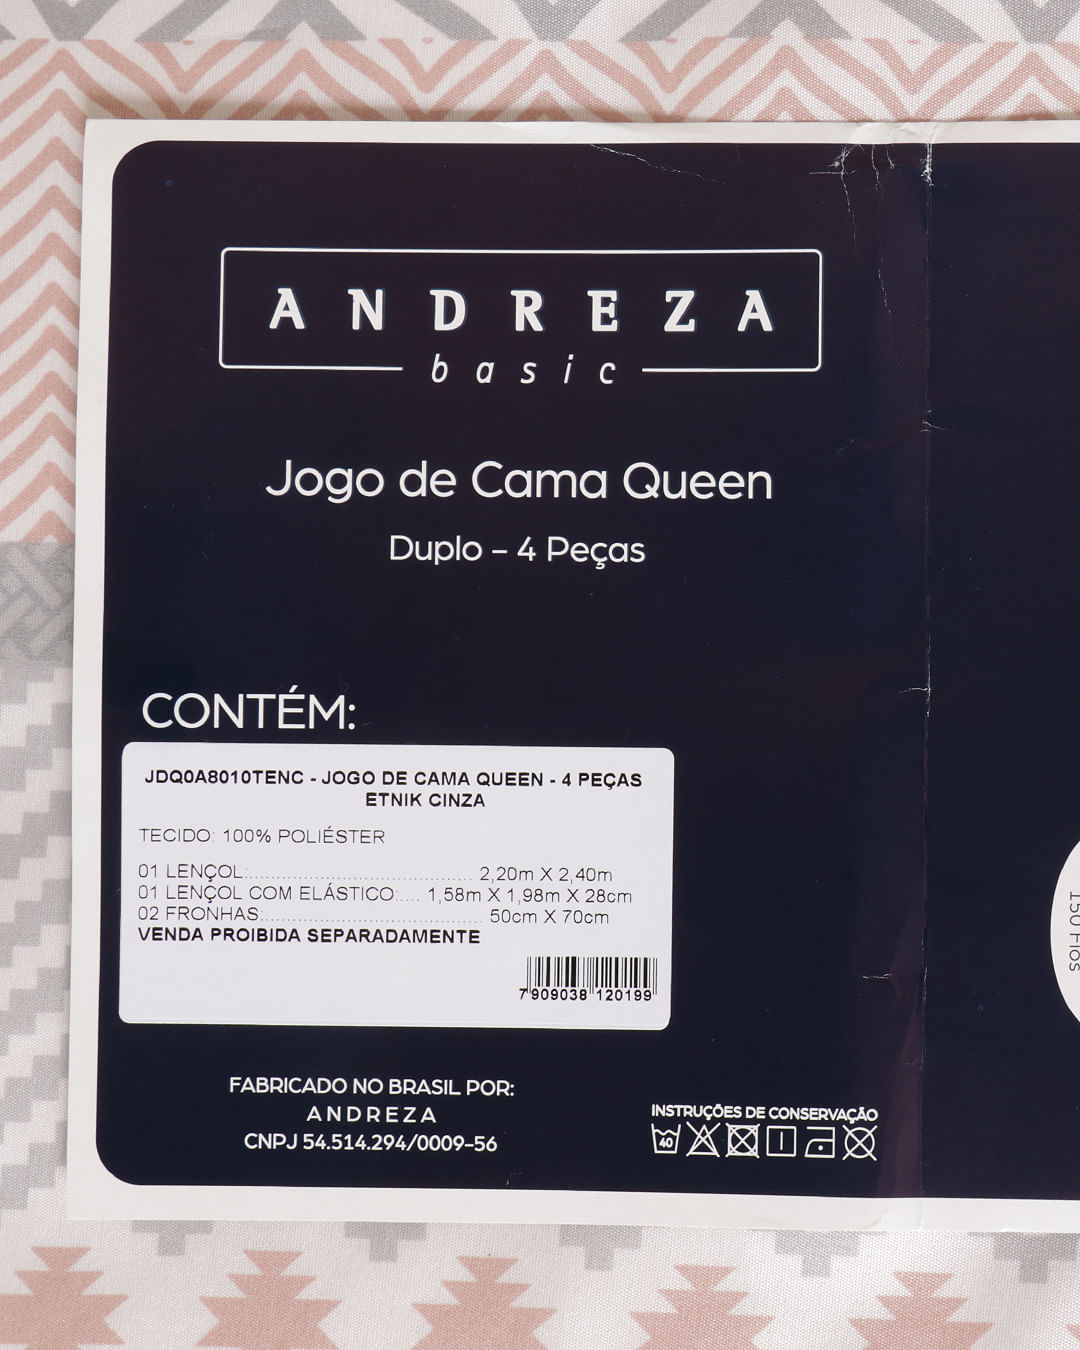 ANDREZA
basic
Jogo de Cama Queen
Duplo – 4 Peças
CONTÉM:
JDQ0A8010TENC - JOGO DE CAMA QUEEN - 4 PEÇAS
ETNIK CINZA
TECIDO: 100% POLIÉSTER
01 LENÇOL:........................................ 2,20m X 2,40m
01 LENÇOL COM ELÁSTICO:.... 1,58m X 1,98m X 28cm
02 FRONHAS:....................................... 50cm X 70cm
VENDA PROIBIDA SEPARADAMENTE
7 909038 120199
FABRICADO NO BRASIL POR:
ANDREZA
CNPJ 54.514.294/0009-56
INSTRUÇÕES DE CONSERVAÇÃO
40
150 FIOS